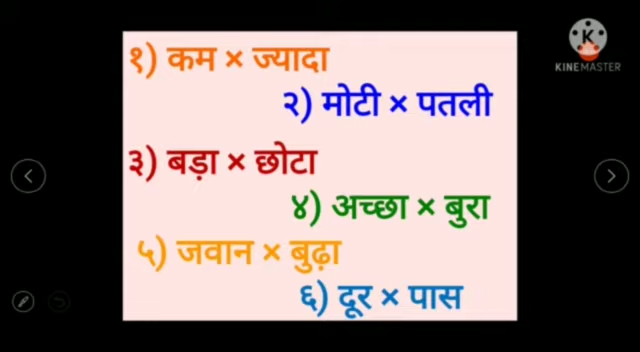 १) कम × ज्यादा
२) मोटी × पतली
३) बड़ा × छोटा
४) अच्छा × बुरा
५) जवान × बुढ़ा
६) दूर × पास
K
KINEMASTER